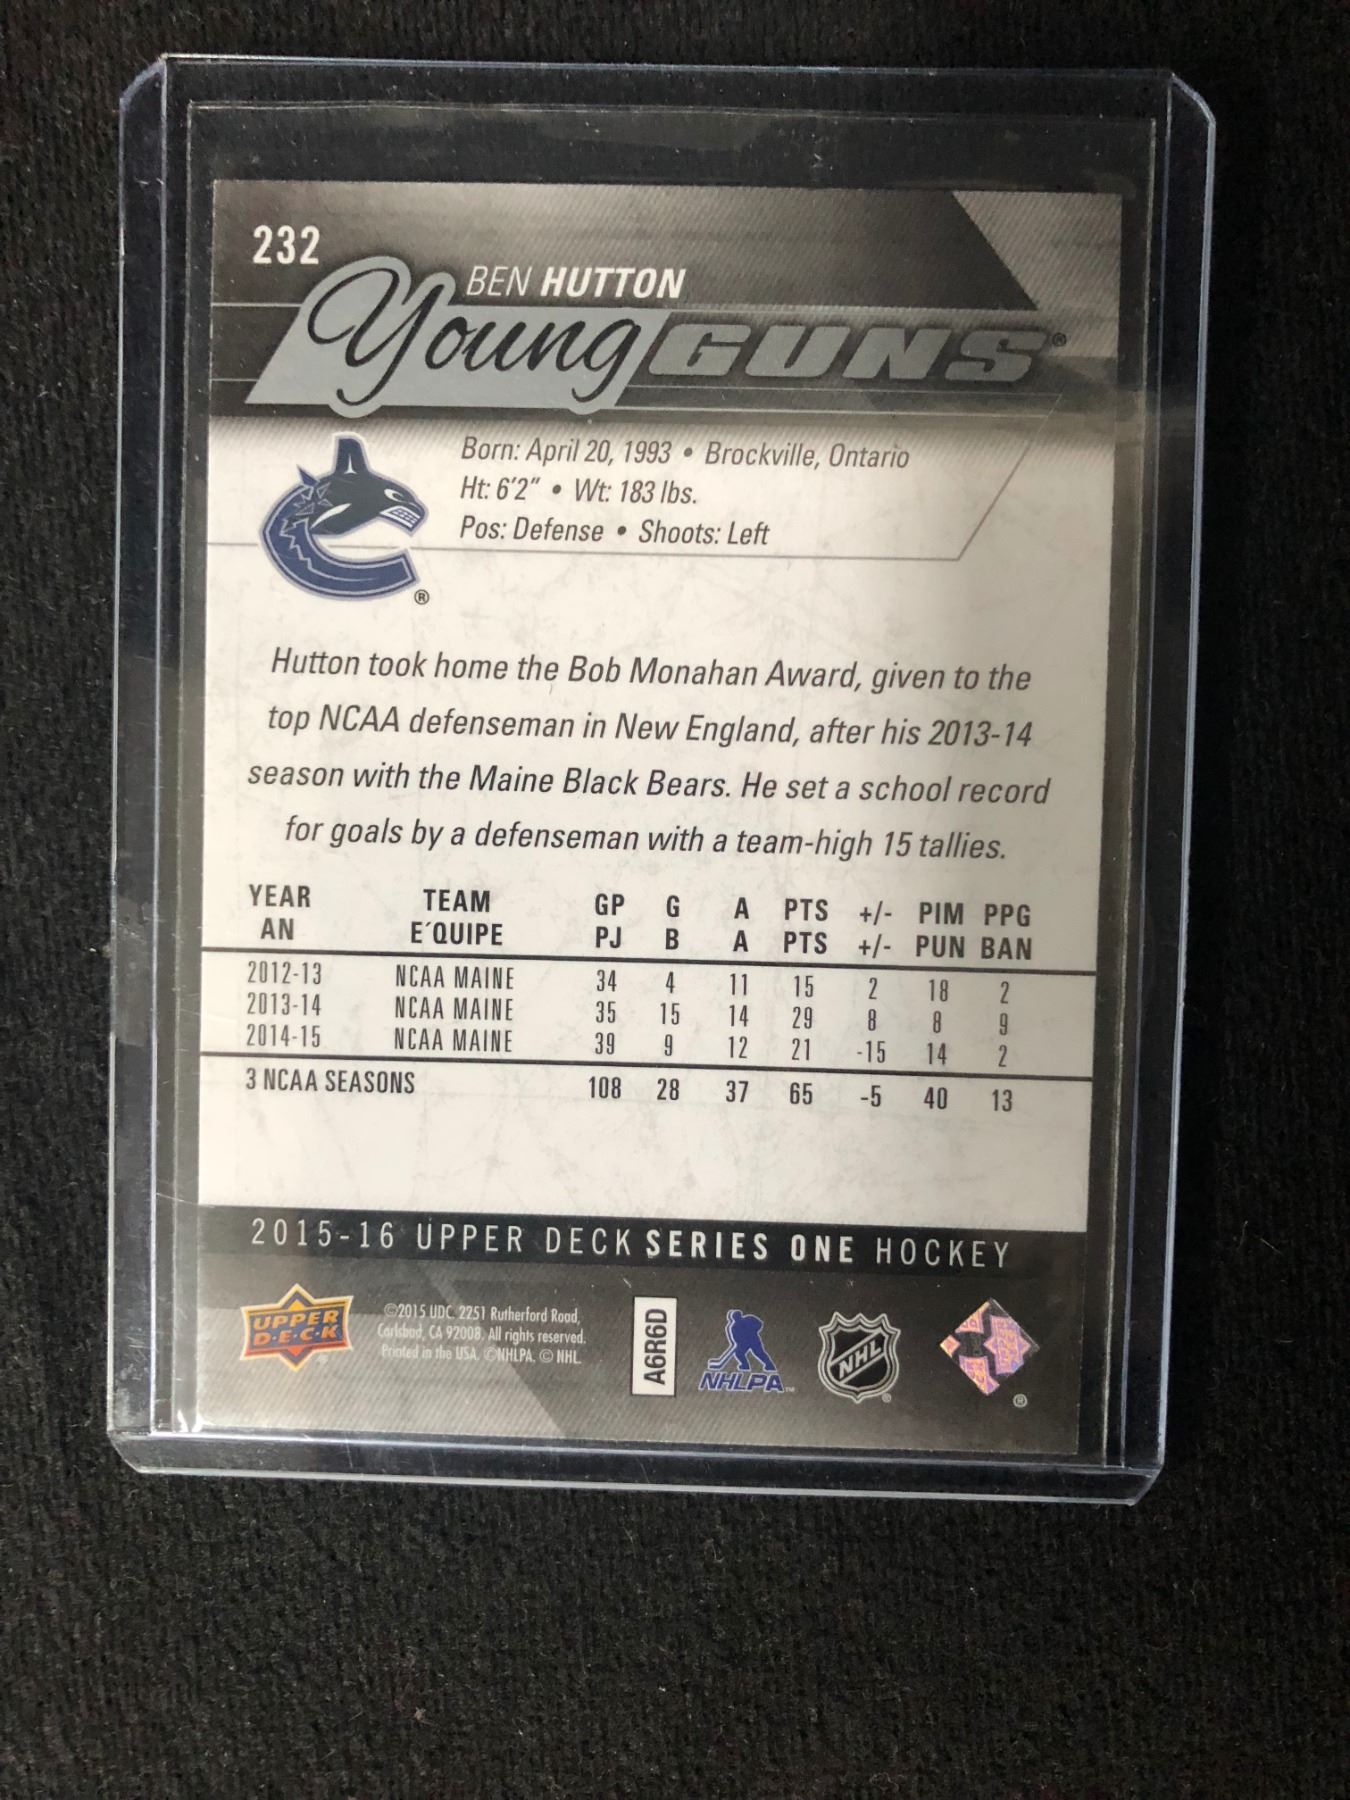 232
BEN HUTTON
Young GUNS®
Born: April 20, 1993 • Brockville, Ontario
Ht: 6'2" • Wt: 183 lbs.
Pos: Defense • Shoots: Left
®
Hutton took home the Bob Monahan Award, given to the
top NCAA defenseman in New England, after his 2013-14
season with the Maine Black Bears. He set a school record
for goals by a defenseman with a team-high 15 tallies.
YEAR TEAM GP G A PTS +/- PIM PPG
AN E´QUIPE PJ B A PTS +/- PUN BAN
2012-13 NCAA MAINE 34 4 11 15 2 18 2
2013-14 NCAA MAINE 35 15 14 29 8 8 9
2014-15 NCAA MAINE 39 9 12 21 -15 14 2
3 NCAA SEASONS 108 28 37 65 -5 40 13
2015-16 UPPER DECK SERIES ONE HOCKEY
UPPER
D·E·C·K
©2015 UDC. 2251 Rutherford Road,
Carlsbad, CA 92008. All rights reserved.
Printed in the USA. ©NHLPA. © NHL.
A6R6D
NHLPA™
NHL
®
®